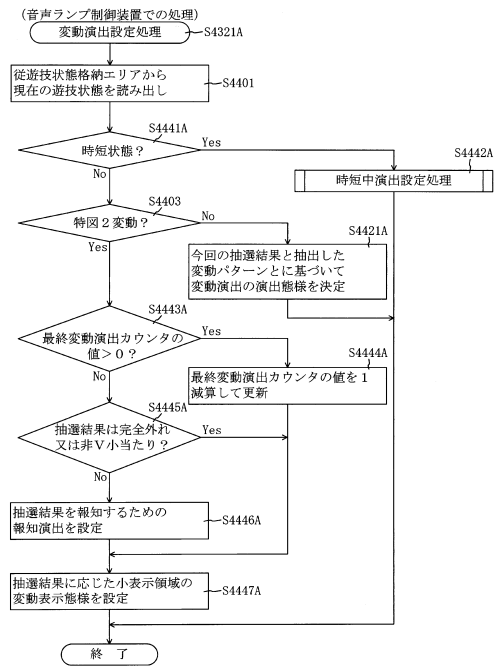 (音声ランプ制御装置での処理)
変動演出設定処理
S4321A
従遊技状態格納エリアから
現在の遊技状態を読み出し
S4401
S4441A
時短状態?
Yes
No
S4442A
時短中演出設定処理
S4403
特図2変動?
No
Yes
S4421A
今回の抽選結果と抽出した
変動パターンとに基づいて
変動演出の演出態様を決定
S4443A
最終変動演出カウンタの
値>0?
Yes
No
S4444A
最終変動演出カウンタの値を1
減算して更新
S4445A
抽選結果は完全外れ
又は非V小当たり?
Yes
No
抽選結果を報知するための
報知演出を設定
S4446A
抽選結果に応じた小表示領域の
変動表示態様を設定
S4447A
終 了